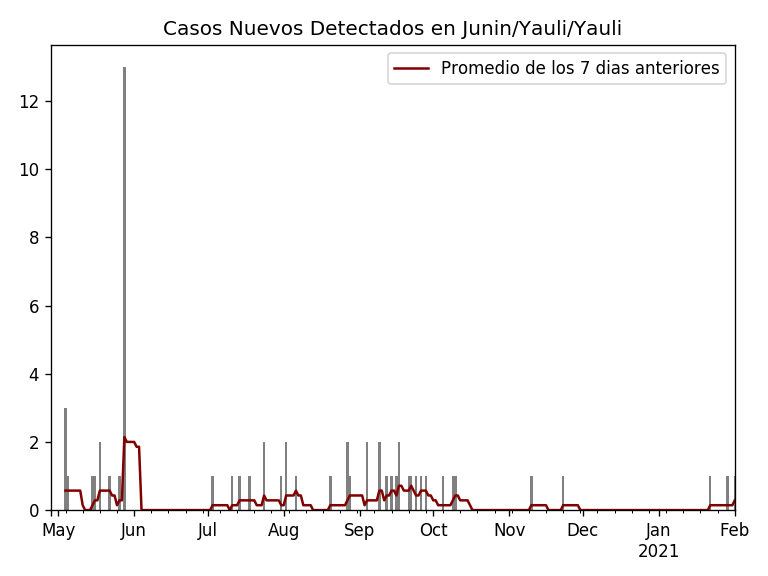 Casos Nuevos Detectados en Junin/Yauli/Yauli
Promedio de los 7 dias anteriores
12
10
8
6
4
2
0
May Jun Jul Aug Sep Oct Nov Dec Jan Feb
2021